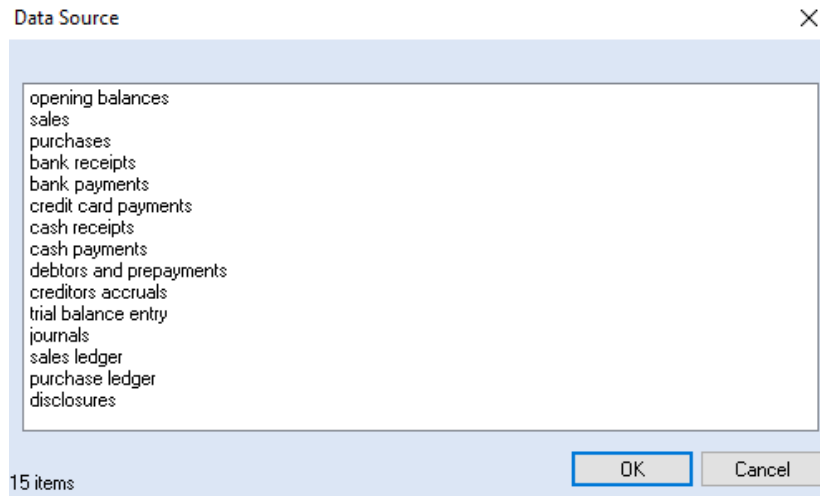 Data Source
opening balances
sales
purchases
bank receipts
bank payments
credit card payments
cash receipts
cash payments
debtors and prepayments
creditors accruals
trial balance entry
journals
sales ledger
purchase ledger
disclosures
OK Cancel
15 items